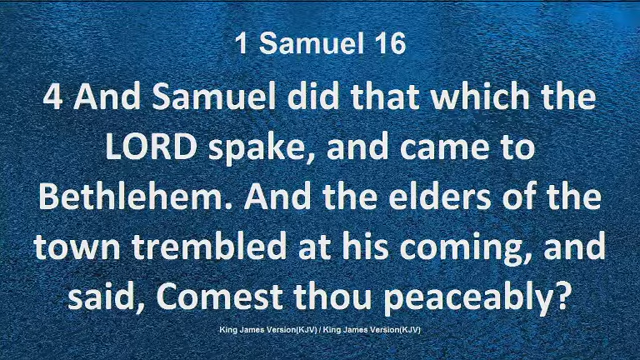 1 Samuel 16
4 And Samuel did that which the
LORD spake, and came to
Bethlehem. And the elders of the
town trembled at his coming, and
said, Comest thou peaceably?
King James Version(KJV) / King James Version(KJV)